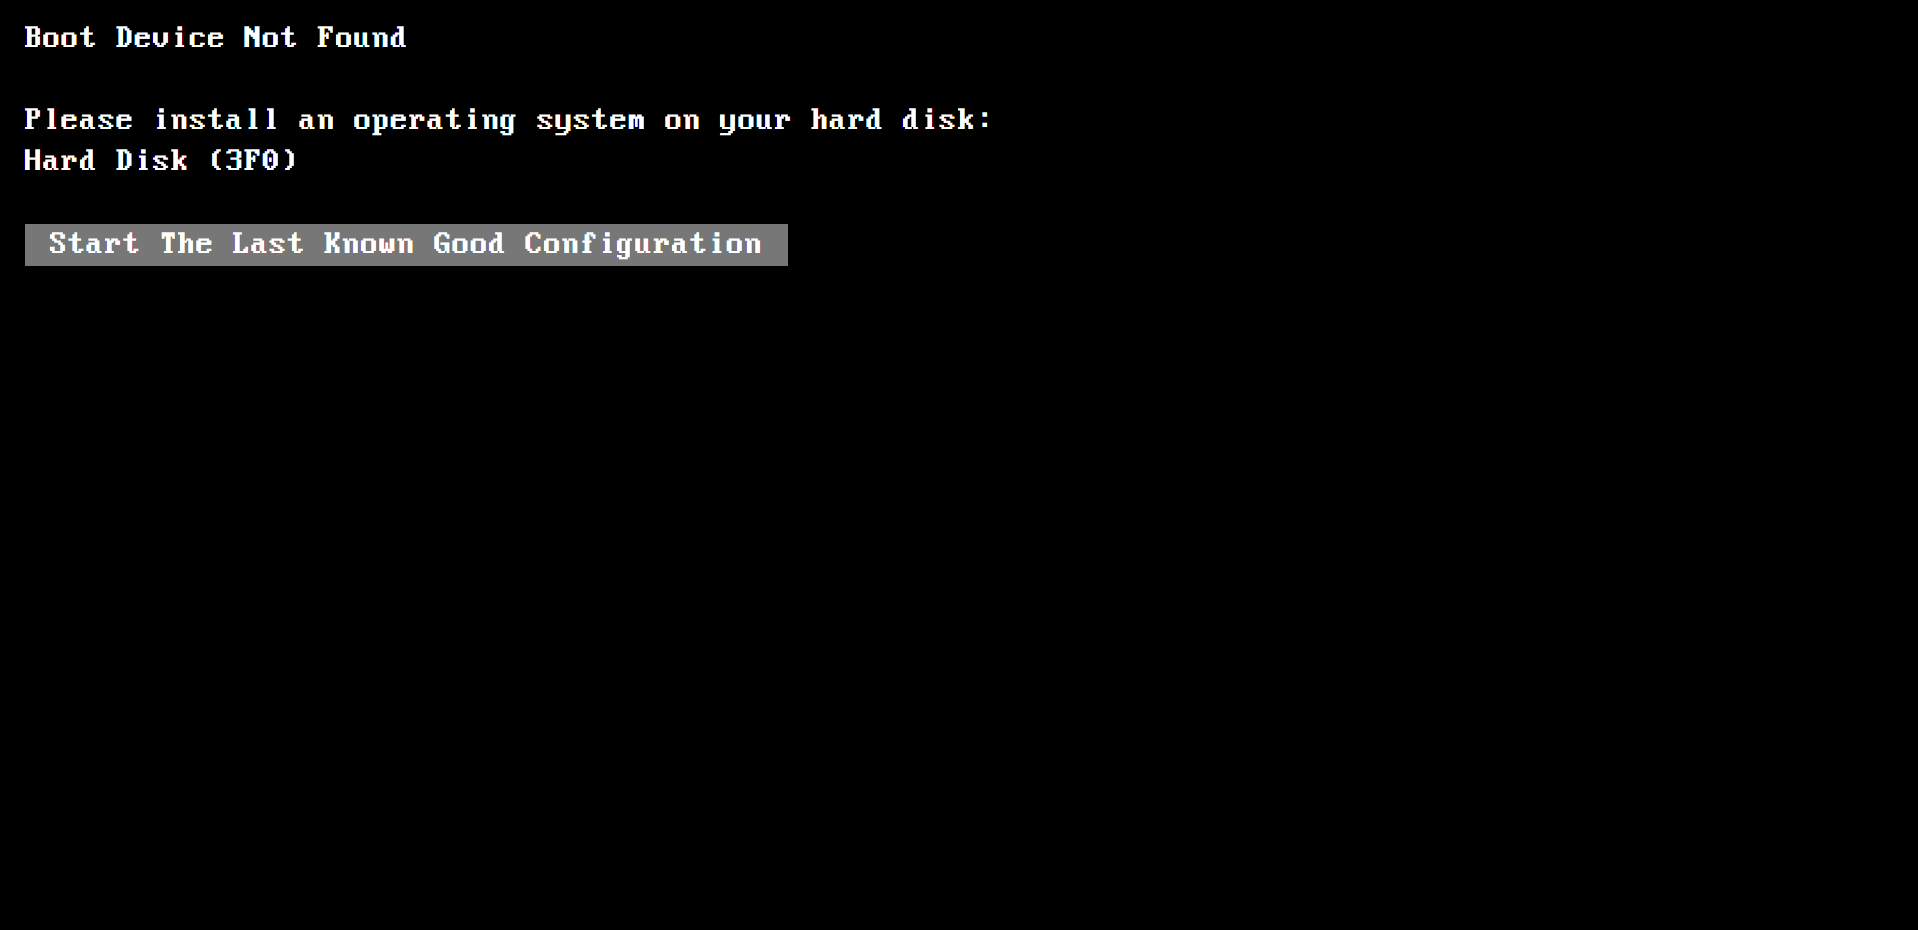 Boot Device Not Found
Please install an operating system on your hard disk:
Hard Disk (3F0)
Start The Last Known Good Configuration